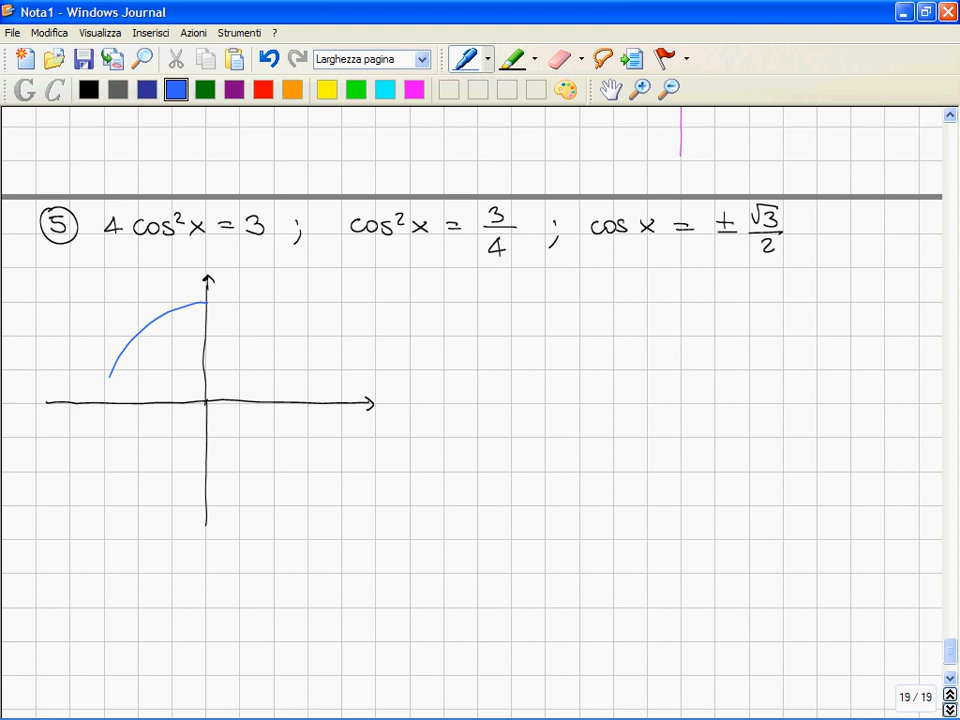 Nota1 - Windows Journal
File Modifica Visualizza Inserisci Azioni Strumenti ?
Larghezza pagina
G C
5 4 cos²x = 3 ; cos²x = 3/4 ; cos x = ± √3/2
19 / 19